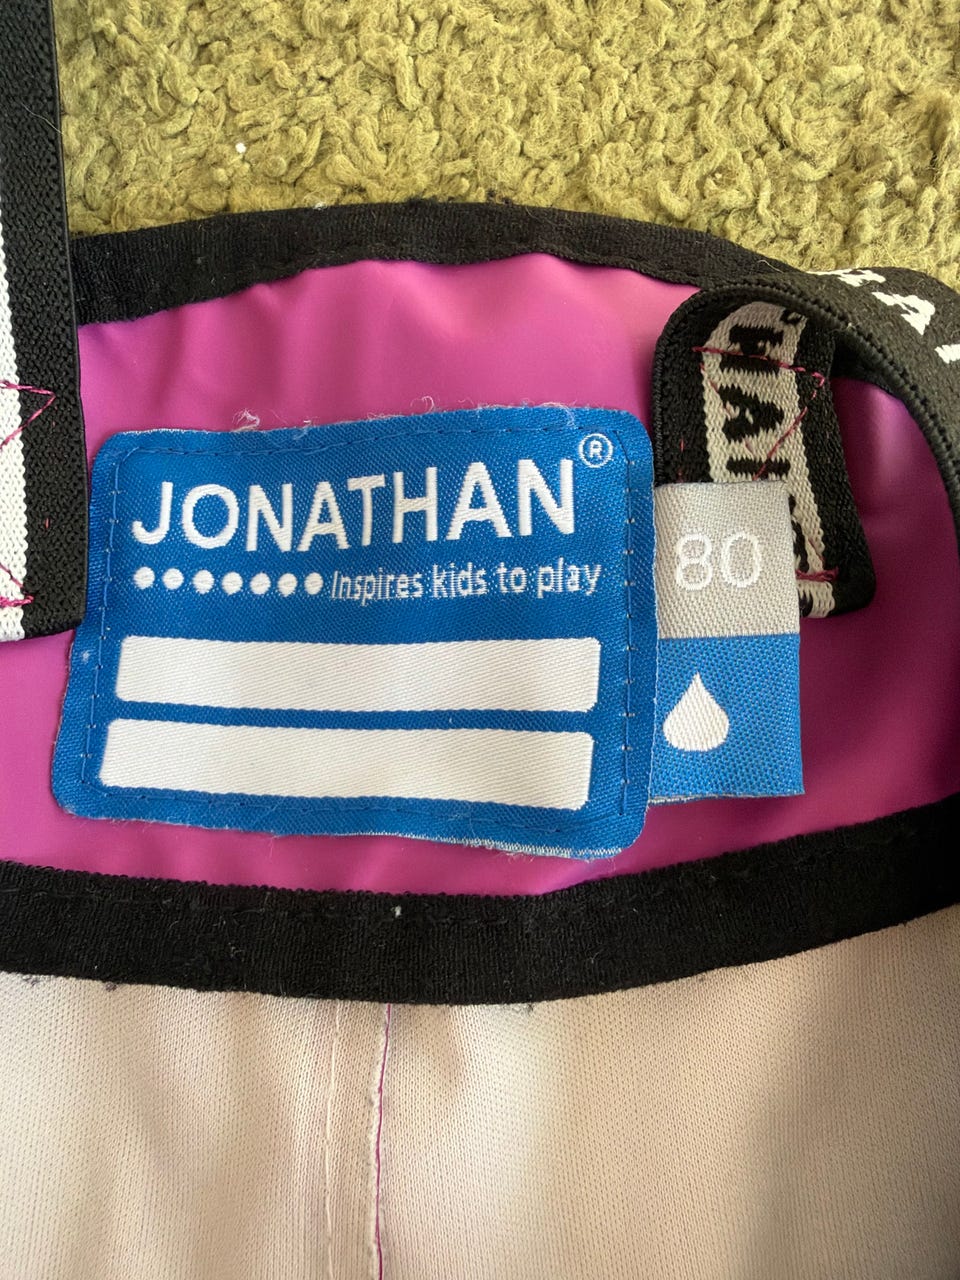 JONATHAN®
Inspires kids to play
80